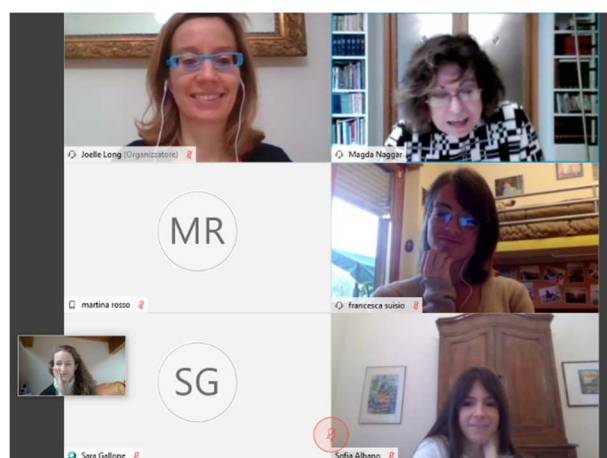 Joelle Long (Organizzatore)
Magda Naggar
MR
martina rosso
francesca suisio
SG
Sara Gallone
Sofia Albano